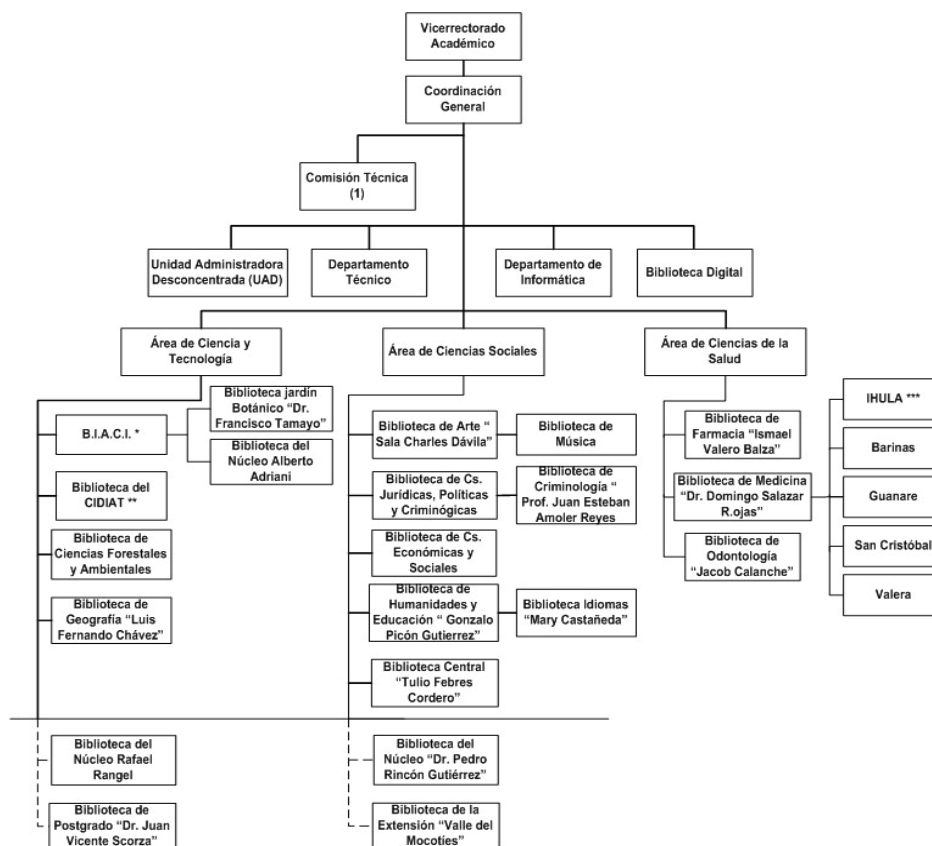 Vicerrectorado
Académico
Coordinación
General
Comisión Técnica
(1)
Unidad Administradora
Desconcentrada (UAD)
Departamento
Técnico
Departamento de
Informática
Biblioteca Digital
Área de Ciencia y
Tecnología
Área de Ciencias Sociales
Área de Ciencias de la
Salud
B.I.A.C.I. *
Biblioteca jardín
Botánico “Dr.
Francisco Tamayo”
Biblioteca del
Núcleo Alberto
Adriani
Biblioteca del
CIDIAT **
Biblioteca de
Ciencias Forestales
y Ambientales
Biblioteca de
Geografía “Luis
Fernando Chávez”
Biblioteca del
Núcleo Rafael
Rangel
Biblioteca de
Postgrado “Dr. Juan
Vicente Scorza”
Biblioteca de Arte “
Sala Charles Dávila”
Biblioteca de
Música
Biblioteca de Cs.
Jurídicas, Políticas
y Criminógicas
Biblioteca de
Criminología “
Prof. Juan Esteban
Amoler Reyes
Biblioteca de Cs.
Económicas y
Sociales
Biblioteca de
Humanidades y
Educación “ Gonzalo
Picón Gutierrez”
Biblioteca Idiomas
“Mary Castañeda”
Biblioteca Central
“Tulio Febres
Cordero”
Biblioteca del
Núcleo “Dr. Pedro
Rincón Gutiérrez”
Biblioteca de la
Extensión “Valle del
Mocotíes”
Biblioteca de
Farmacia “Ismael
Valero Balza”
Biblioteca de Medicina
“Dr. Domingo Salazar
R.ojas”
Biblioteca de
Odontología
“Jacob Calanche”
IHULA ***
Barinas
Guanare
San Cristóbal
Valera